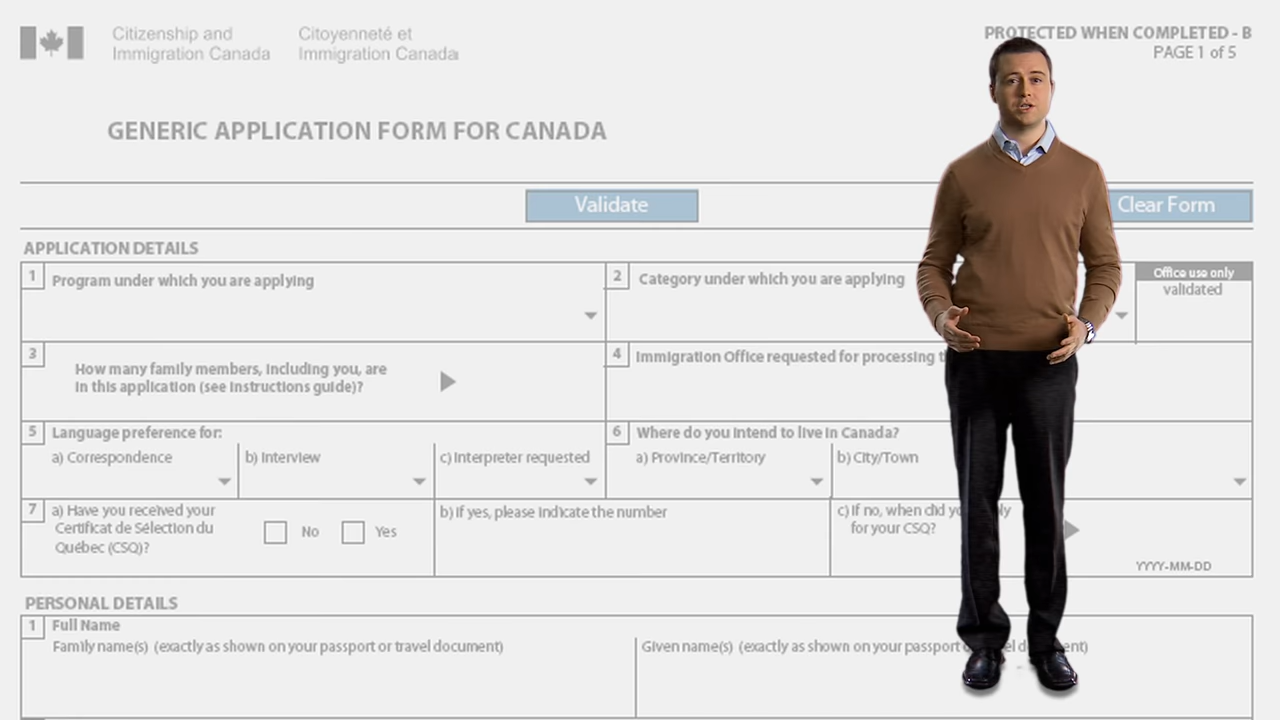 Citizenship and
Immigration Canada
Citoyenneté et
Immigration Canada
PROTECTED WHEN COMPLETED - B
PAGE 1 of 5
GENERIC APPLICATION FORM FOR CANADA
Validate
Clear Form
APPLICATION DETAILS
1 Program under which you are applying
2 Category under which you are applying
Office use only
validated
3 How many family members, including you, are
in this application (see instructions guide)?
4 Immigration Office requested for processing
5 Language preference for:
a) Correspondence
b) Interview
c) Interpreter requested
6 Where do you intend to live in Canada?
a) Province/Territory
b) City/Town
7 a) Have you received your
Certificat de Sélection du
Québec (CSQ)?
No
Yes
b) If yes, please indicate the number
c) If no, when did
for your CSQ?
YYYY-MM-DD
PERSONAL DETAILS
1 Full Name
Family name(s) (exactly as shown on your passport or travel document)
Given name(s) (exactly as shown on your passport